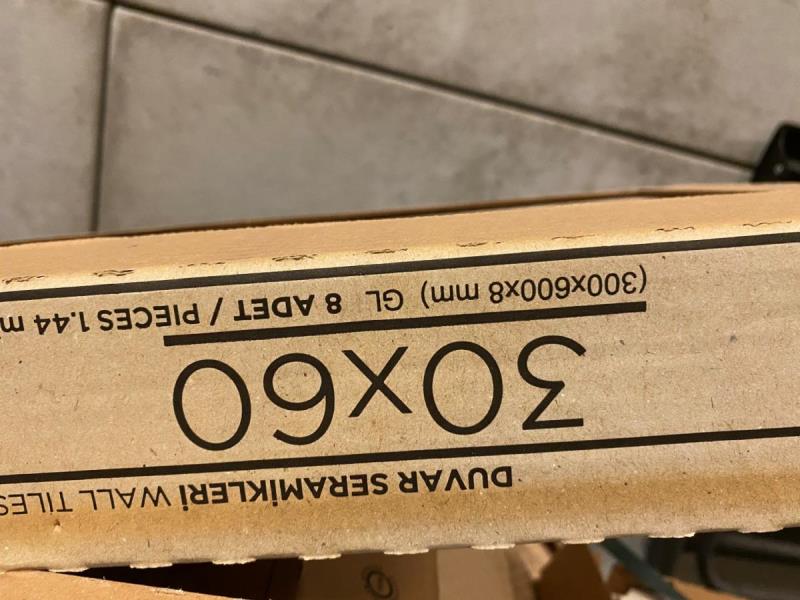 DUVAR SERAMİKLERİ WALL TILES
30x60
(300x600x8 mm) GL 8 ADET / PIECES 1.44 m